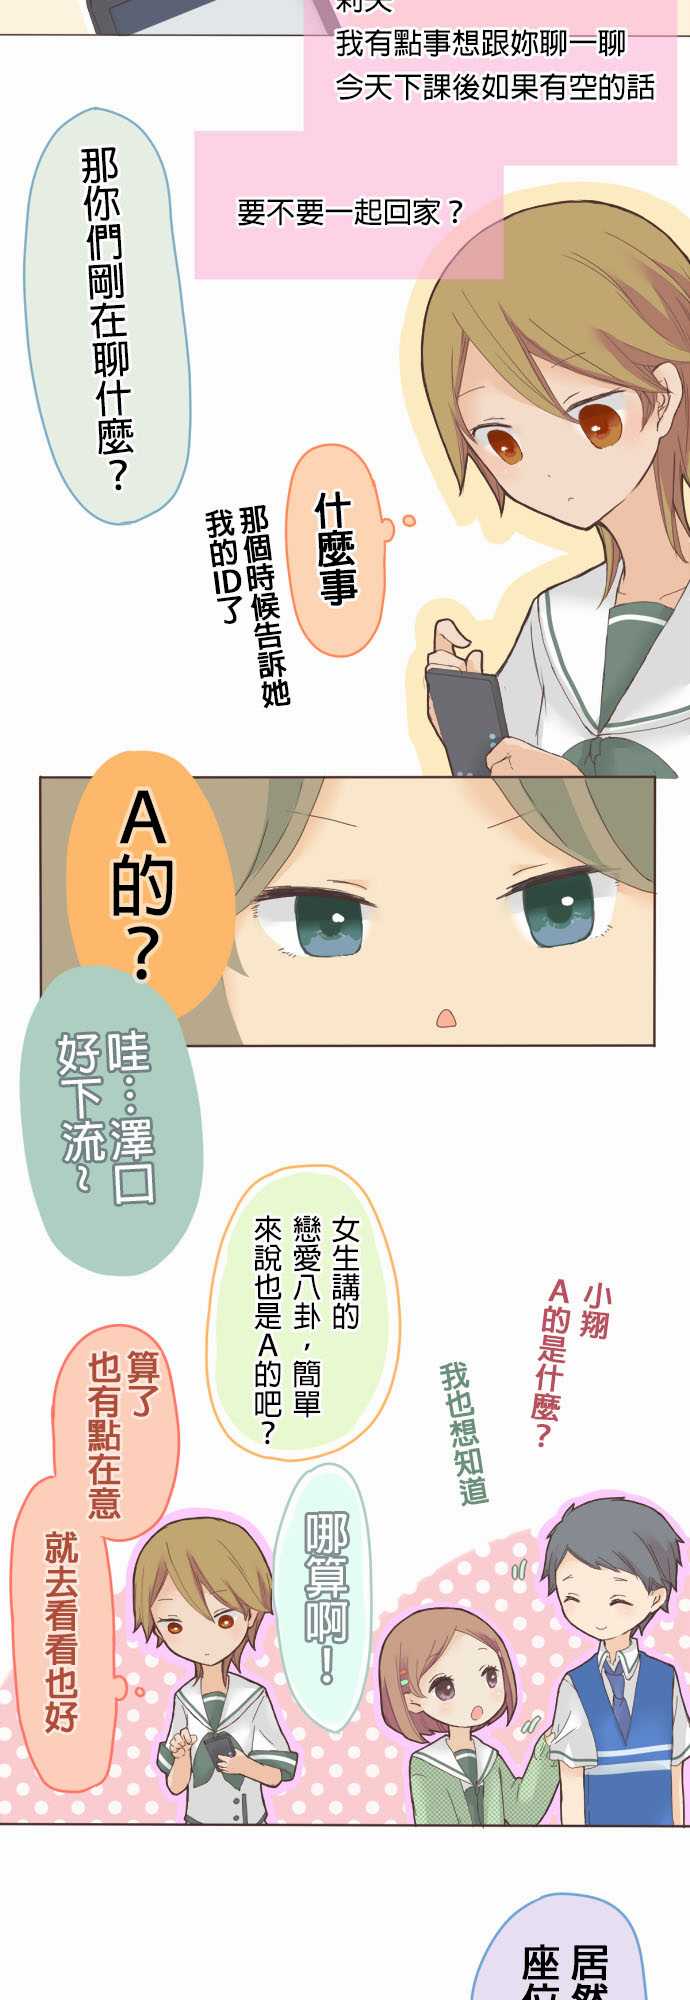 我有點事想跟妳聊一聊
今天下課後如果有空的話
要不要一起回家？
那你們剛在聊什麼？
什麼事
那個時候告訴她
我的ID了
A的？
哇…澤口
好下流~
女生講的
戀愛八卦，簡單
來說也是A的吧？
小翔
A的是什麼？
我也想知道
哪算啊！
算了
也有點在意
就去看看也好
居然
座位